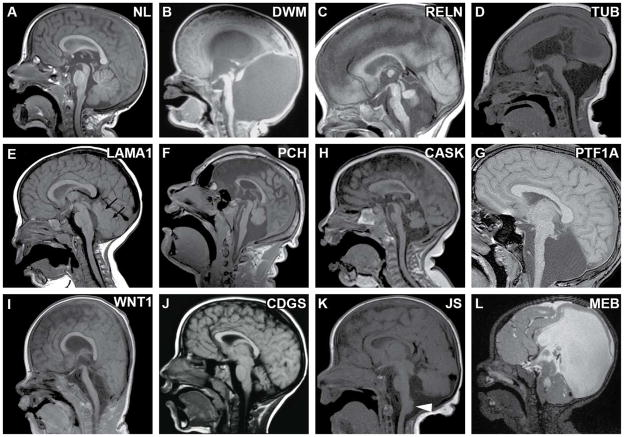 A NL
B DWM
C RELN
D TUB
E LAMA1
F PCH
H CASK
G PTF1A
I WNT1
J CDGS
K JS
L MEB